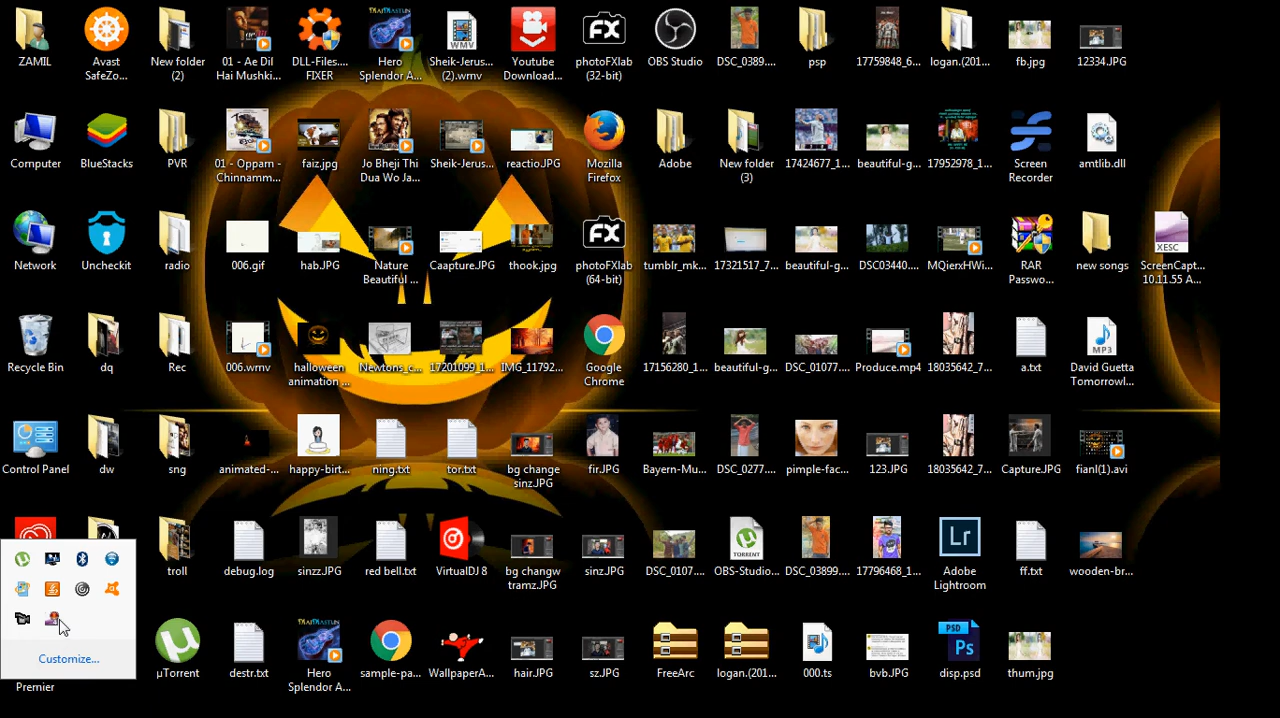 ZAMIL
Avast
SafeZo...
New folder
(2)
01 - Ae Dil
Hai Mushki...
DLL-Files....
FIXER
Hero
Splendor A...
Sheik-Jerus...
(2).wmv
Youtube
Download...
photoFXlab
(32-bit)
OBS Studio
DSC_0389....
psp
17759848_6...
logan.(201...
fb.jpg
12334.JPG
Computer
BlueStacks
PVR
01 - Oppam -
Chinnamm...
faiz.jpg
Jo Bheji Thi
Dua Wo Ja...
Sheik-Jerus...
reactio.JPG
Mozilla
Firefox
Adobe
New folder
(3)
17424677_1...
beautiful-g...
17952978_1...
Screen
Recorder
amtlib.dll
Network
Uncheckit
radio
006.gif
hab.JPG
Nature
Beautiful ...
Caapture.JPG
thook.jpg
photoFXlab
(64-bit)
tumblr_mk...
17321517_7...
beautiful-g...
DSC03440....
MQierxHWi...
RAR
Passwo...
new songs
XESC
ScreenCapt...
10.11.55 A...
Recycle Bin
dq
Rec
006.wmv
halloween
animation ...
Newtons_c...
17201099_1...
IMG_11792...
Google
Chrome
17156280_1...
beautiful-g...
DSC_01077....
Produce.mp4
18035642_7...
a.txt
MP3
David Guetta
Tomorrowl...
Control Panel
dw
sng
animated-...
happy-birt...
ning.txt
tor.txt
bg change
sinz.JPG
fir.JPG
Bayern-Mu...
DSC_0277....
pimple-fac...
123.JPG
18035642_7...
Capture.JPG
fianl(1).avi
troll
debug.log
sinzz.JPG
red bell.txt
VirtualDJ 8
bg changw
tramz.JPG
sinz.JPG
DSC_0107....
TORRENT
OBS-Studio...
DSC_03899....
17796468_1...
Lr
Adobe
Lightroom
ff.txt
wooden-br...
Customize...
Premier
µTorrent
destr.txt
Hero
Splendor A...
sample-pa...
WallpaperA...
hair.JPG
sz.JPG
FreeArc
logan.(201...
000.ts
bvb.JPG
PSD
Ps
disp.psd
thum.jpg